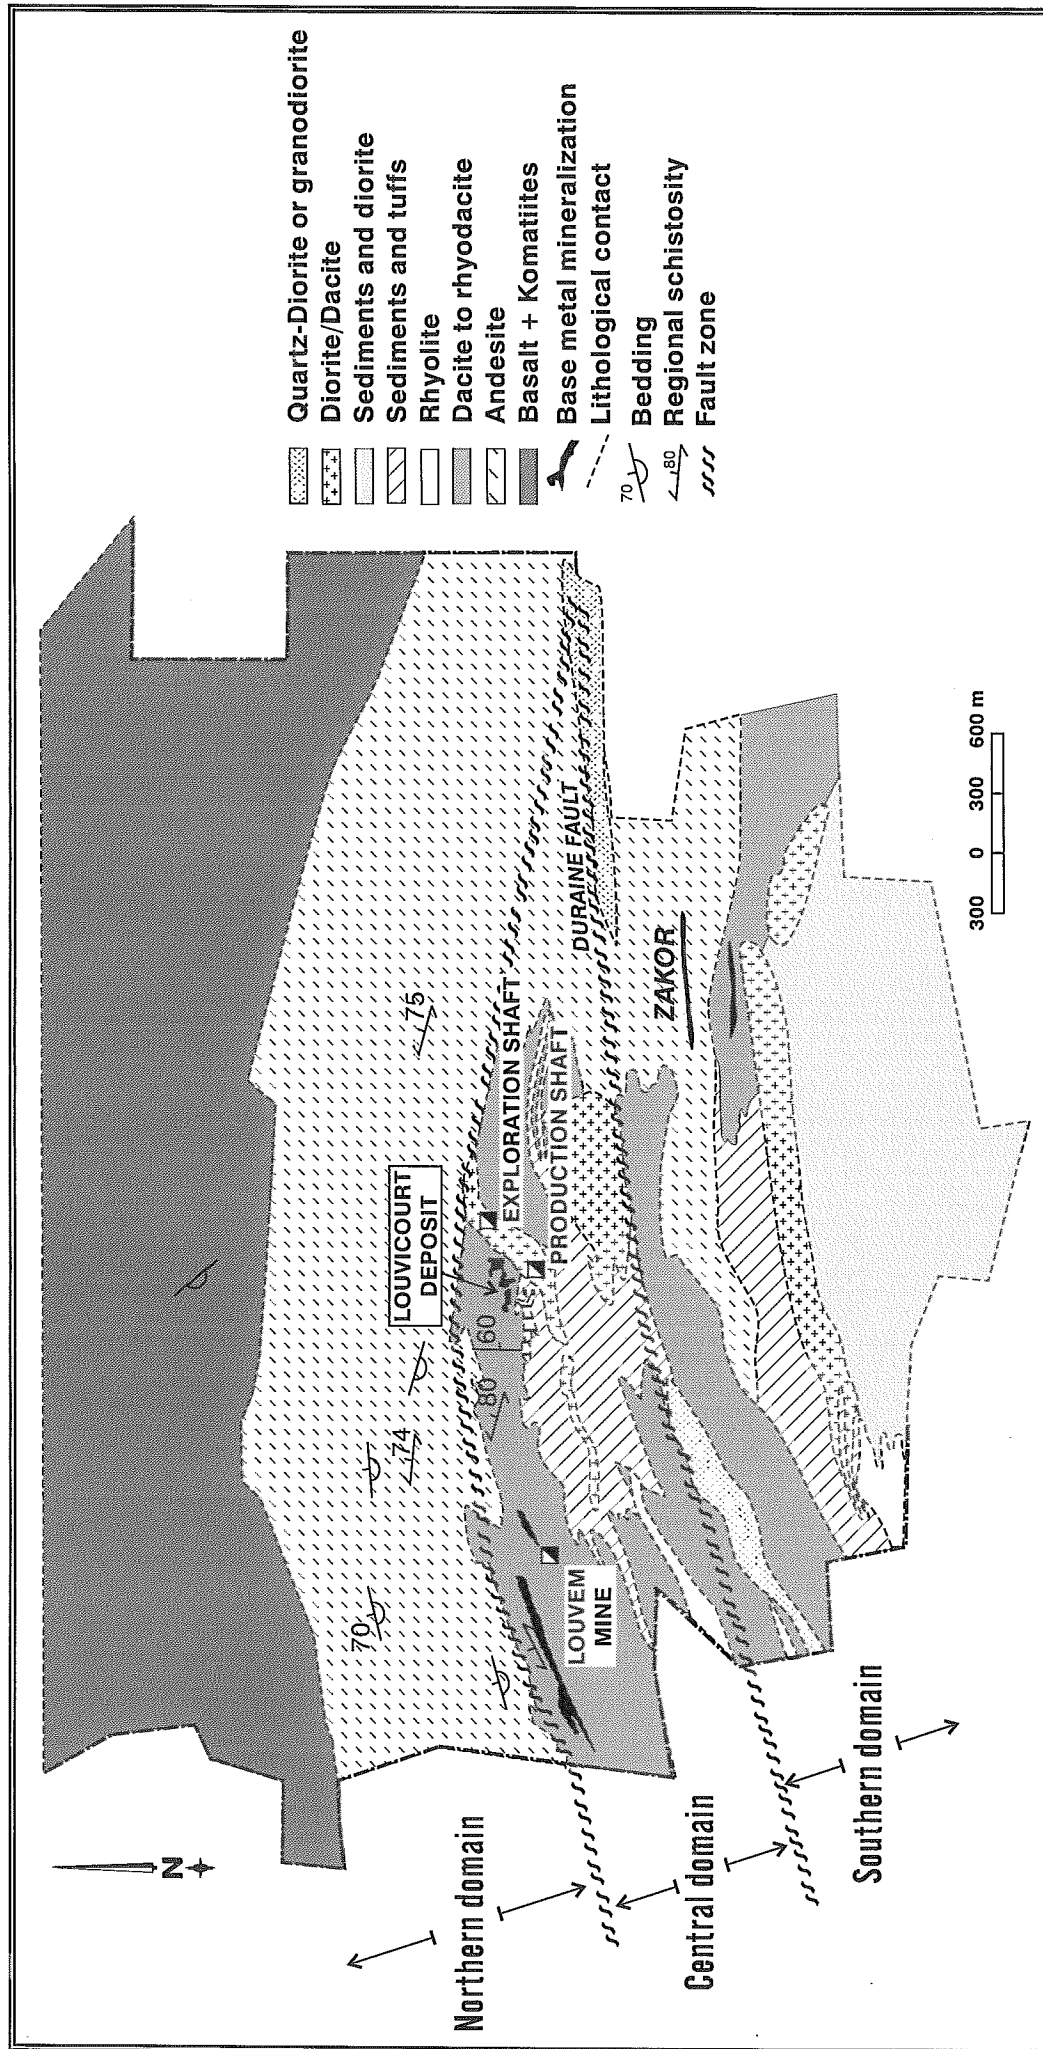 N
Northern domain
Central domain
Southern domain
70
74
75
LOUVICOURT
DEPOSIT
60
80
EXPLORATION SHAFT
PRODUCTION SHAFT
LOUVEM
MINE
DURAINE FAULT
ZAKOR
300 0 300 600 m
Quartz-Diorite or granodiorite
Diorite/Dacite
Sediments and diorite
Sediments and tuffs
Rhyolite
Dacite to rhyodacite
Andesite
Basalt + Komatiites
Base metal mineralization
Lithological contact
70 Bedding
80 Regional schistosity
Fault zone